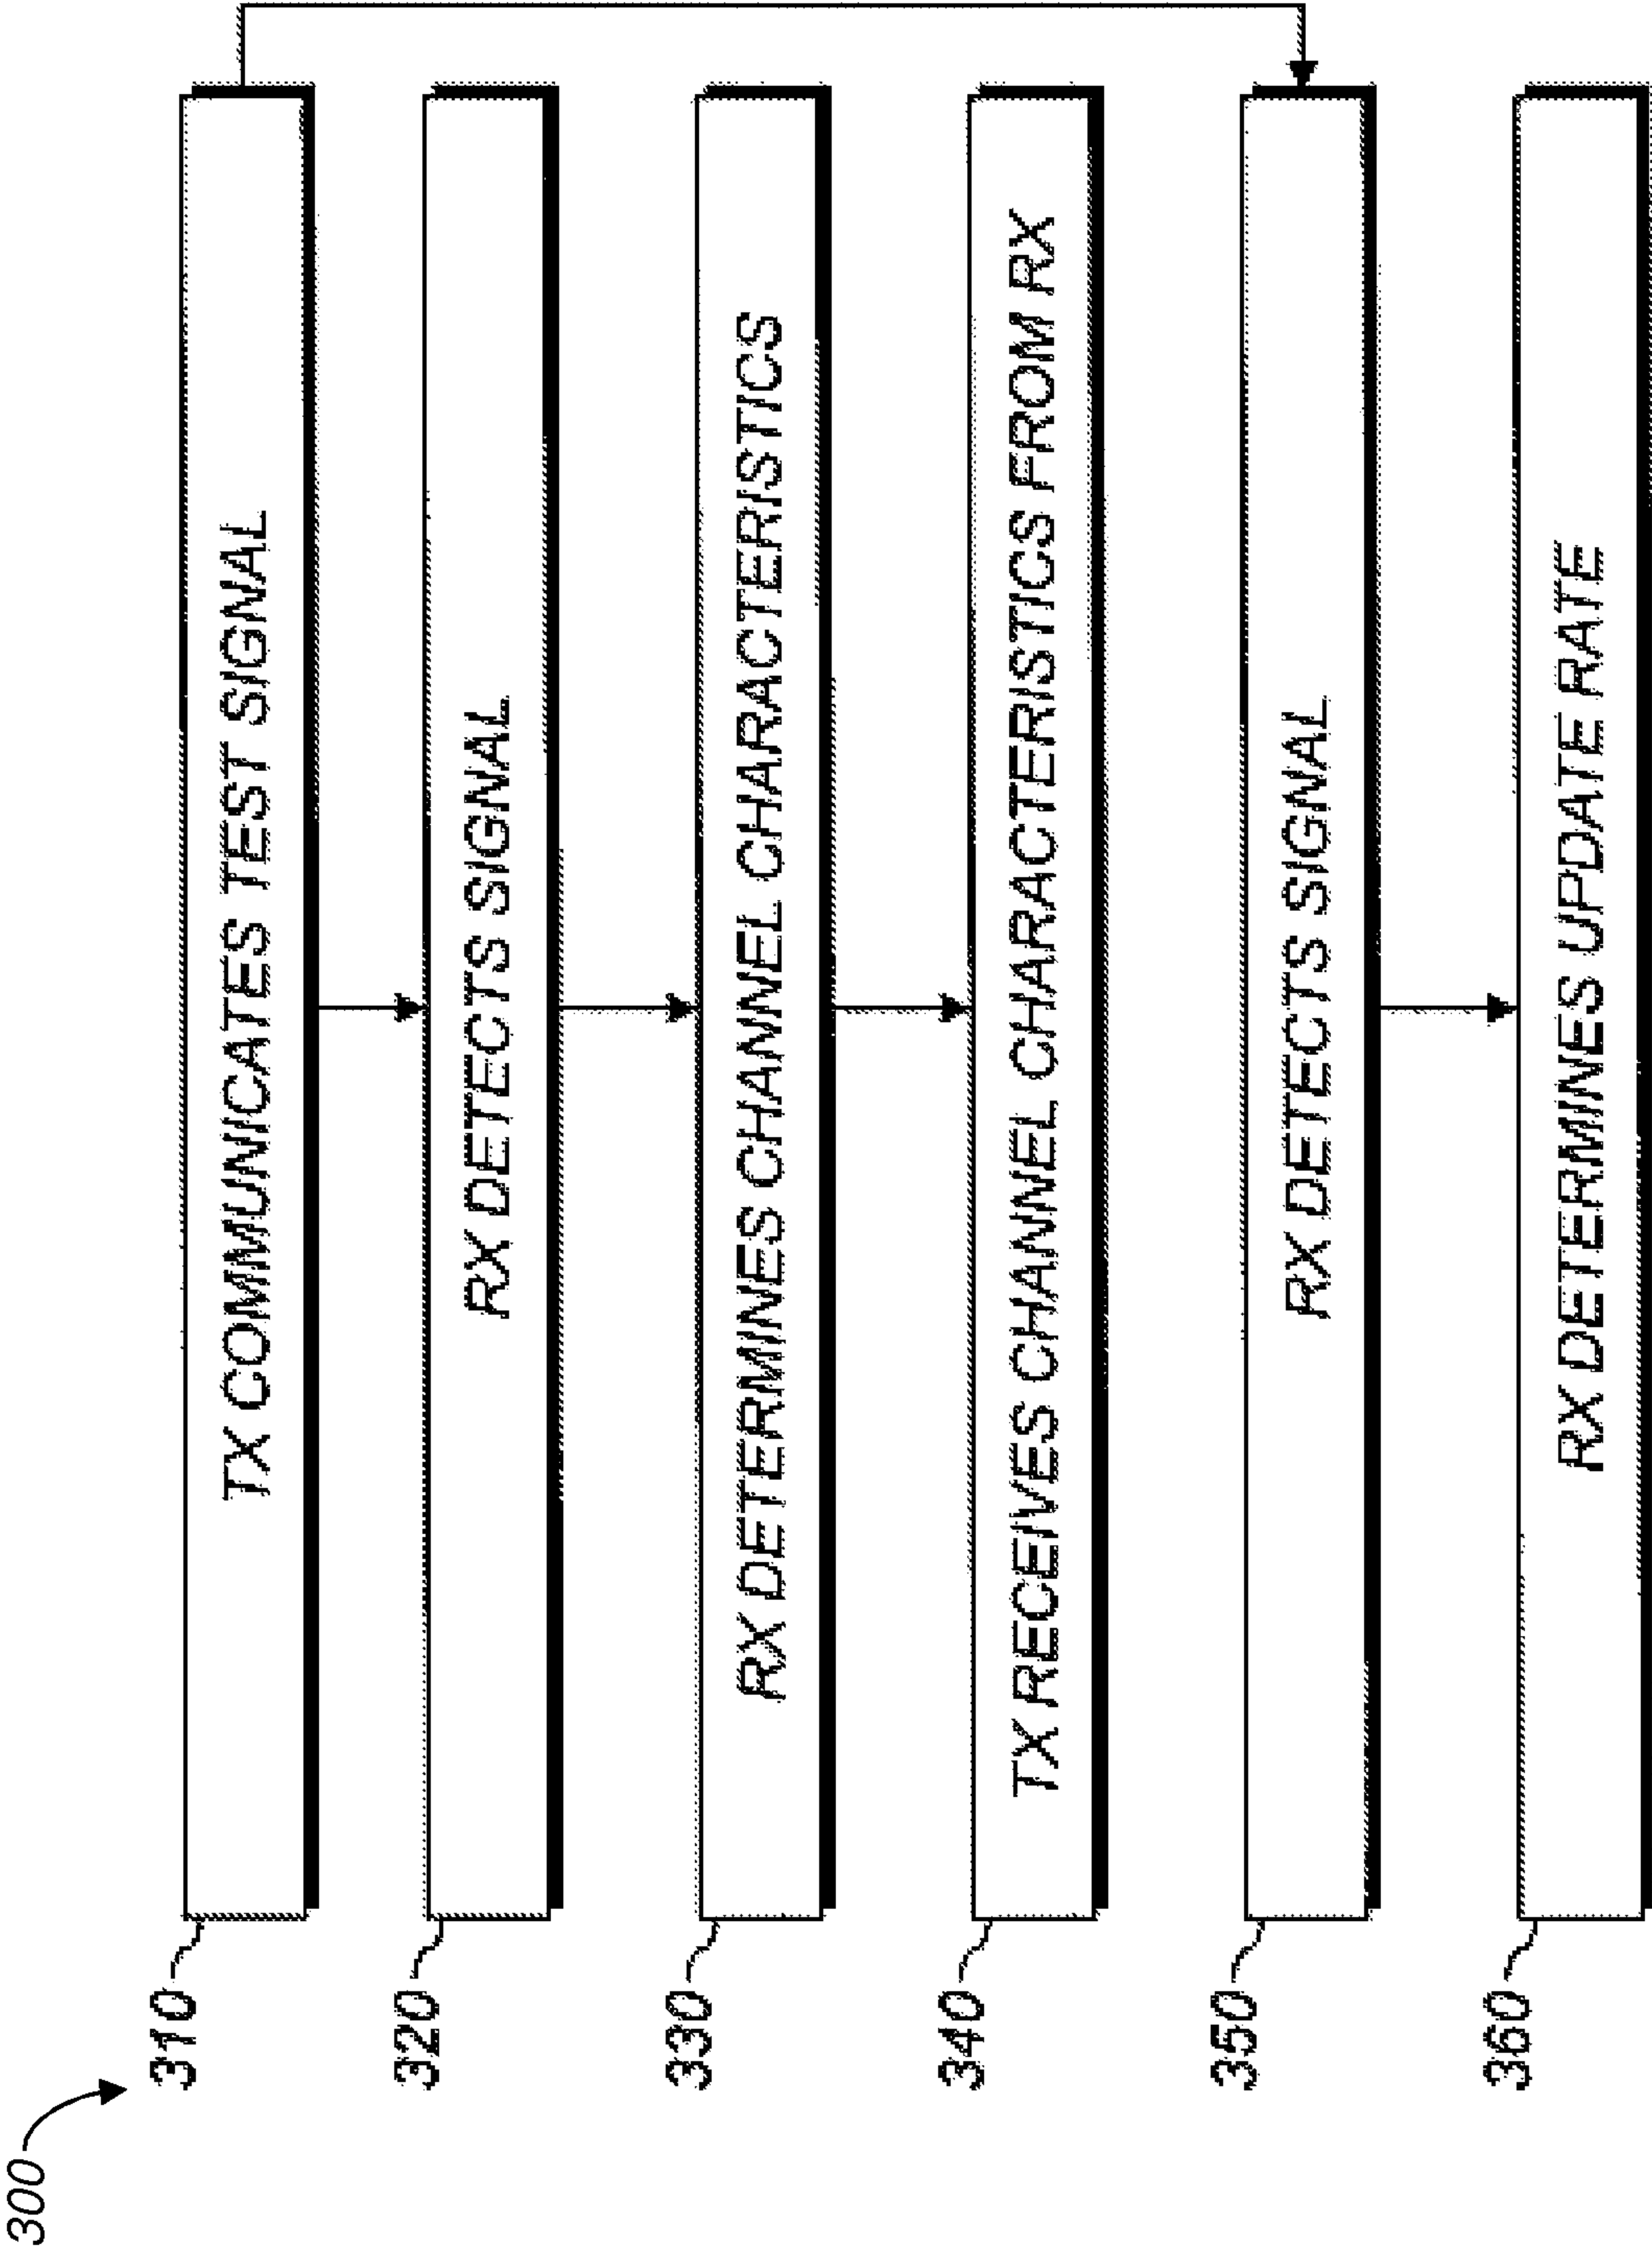 300
310
TX COMMUNICATES TEST SIGNAL
320
RX DETECTS SIGNAL
330
RX DETERMINES CHANNEL CHARACTERISTICS
340
TX RECEIVES CHANNEL CHARACTERISTICS FROM RX
350
RX DETECTS SIGNAL
360
RX DETERMINES UPDATE RATE